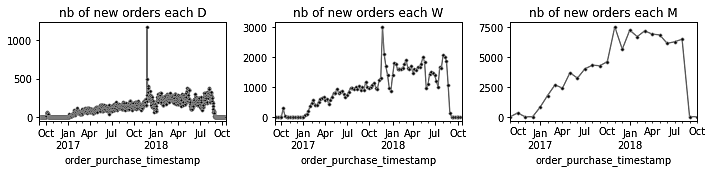 nb of new orders each D
1000
500
0
Oct Jan Apr Jul Oct Jan Apr Jul Oct
2017 2018
order_purchase_timestamp
nb of new orders each W
3000
2000
1000
0
Oct Jan Apr Jul Oct Jan Apr Jul Oct
2017 2018
order_purchase_timestamp
nb of new orders each M
7500
5000
2500
0
Oct Jan Apr Jul Oct Jan Apr Jul Oct
2017 2018
order_purchase_timestamp